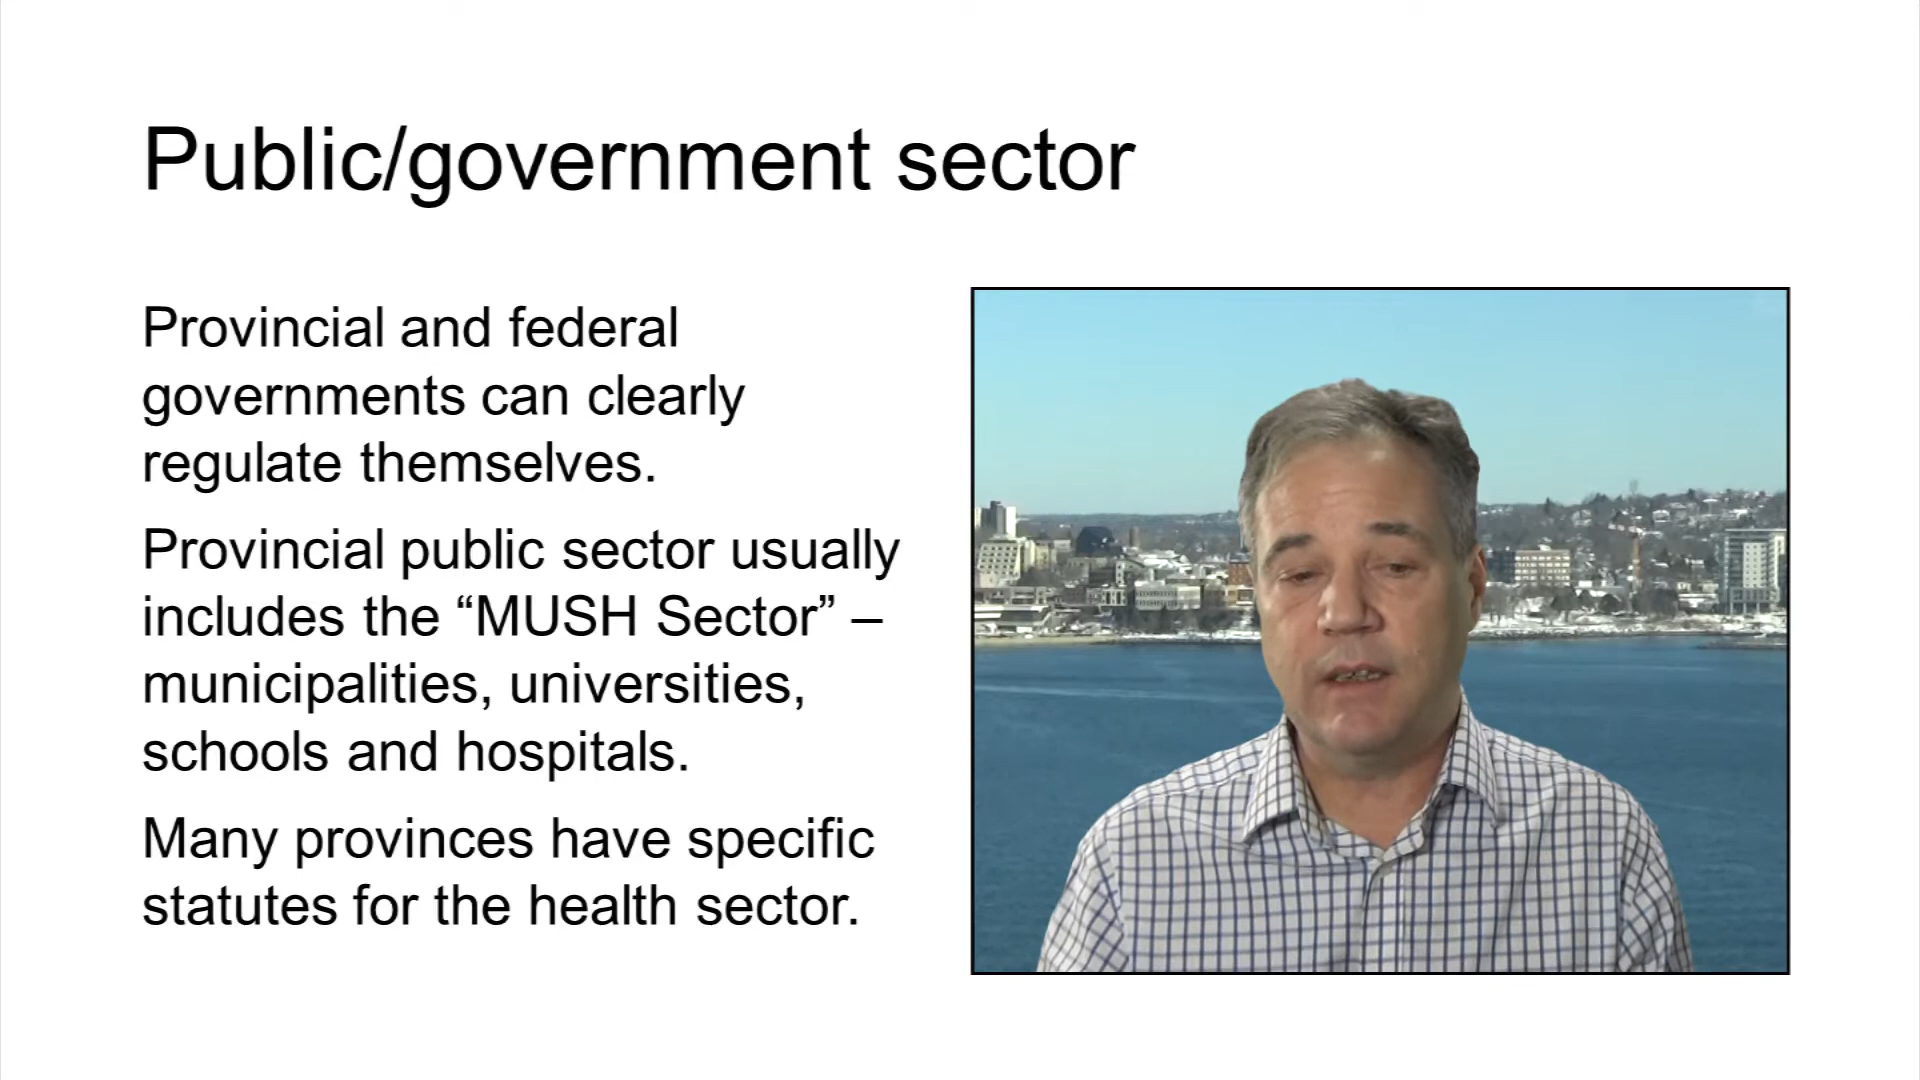 Public/government sector
Provincial and federal
governments can clearly
regulate themselves.
Provincial public sector usually
includes the “MUSH Sector” –
municipalities, universities,
schools and hospitals.
Many provinces have specific
statutes for the health sector.